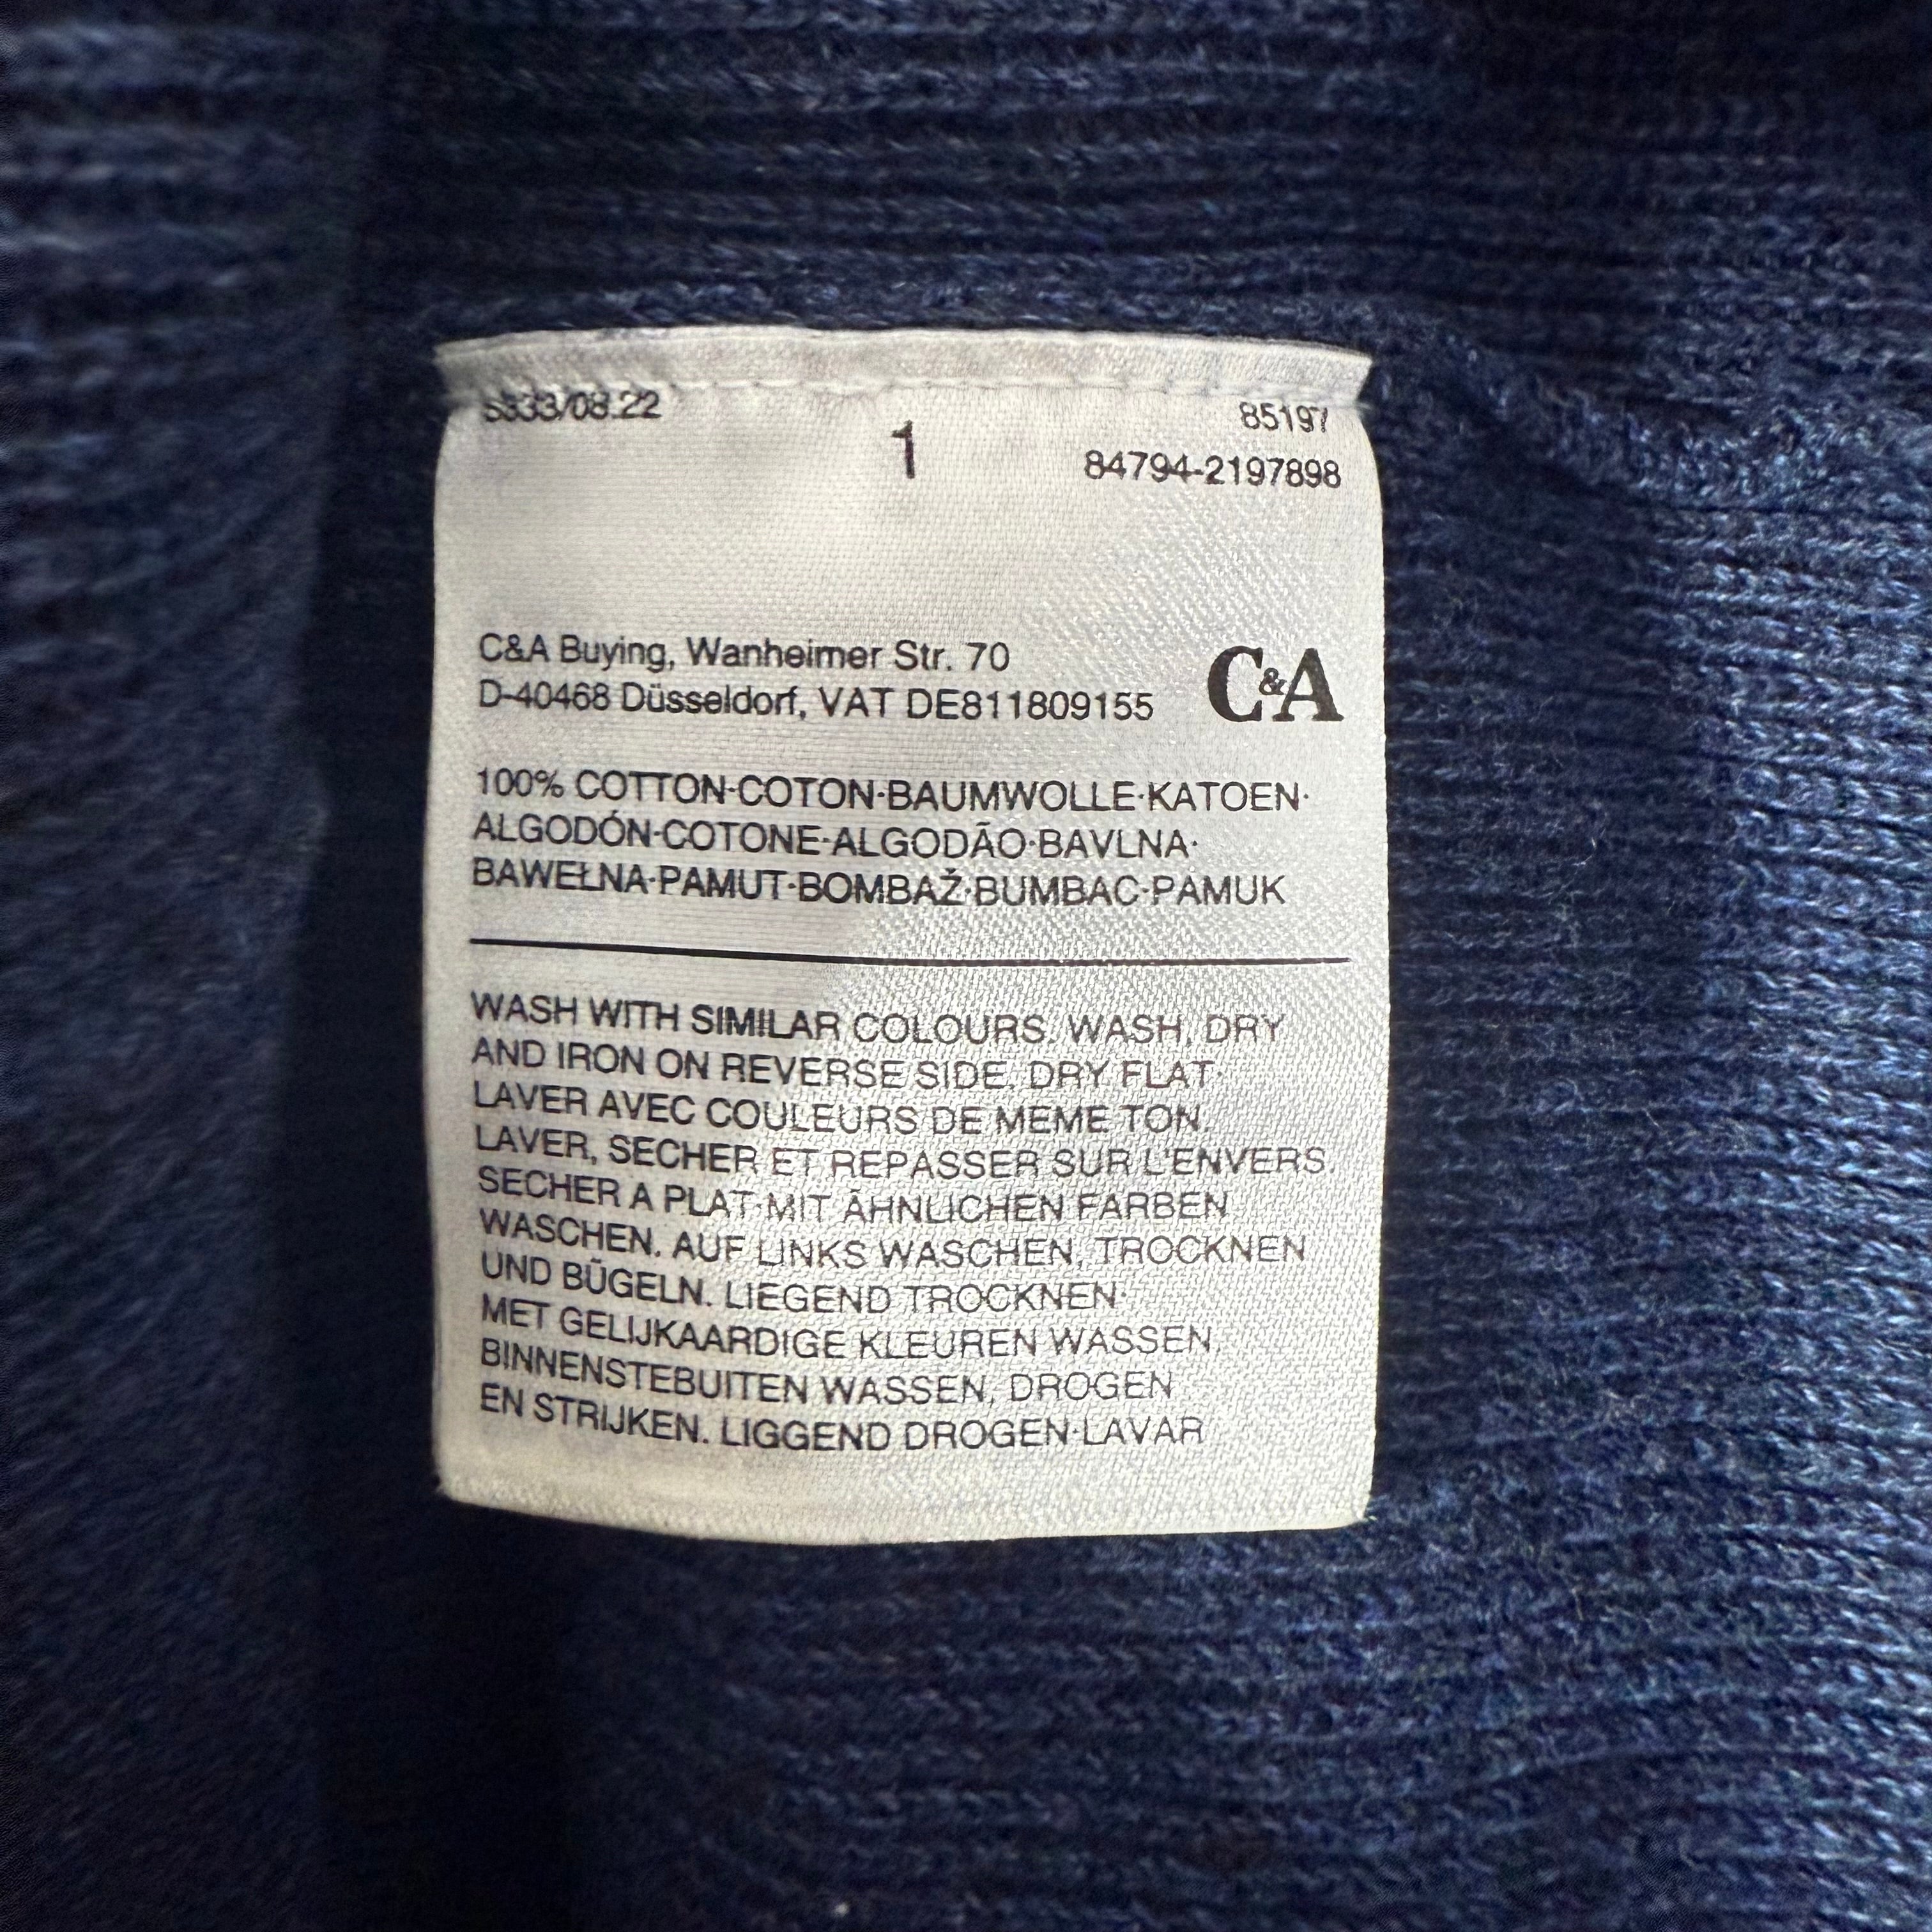 S333/08.22
85197
1
84794-2197898
C&A Buying, Wanheimer Str. 70
D-40468 Düsseldorf, VAT DE811809155
C&A
100% COTTON·COTON·BAUMWOLLE·KATOEN·
ALGODÓN·COTONE·ALGODÃO·BAVLNA·
BAWEŁNA·PAMUT·BOMBAŽ·BUMBAC·PAMUK
WASH WITH SIMILAR COLOURS. WASH, DRY
AND IRON ON REVERSE SIDE. DRY FLAT·
LAVER AVEC COULEURS DE MEME TON.
LAVER, SECHER ET REPASSER SUR L'ENVERS.
SECHER A PLAT·MIT ÄHNLICHEN FARBEN
WASCHEN. AUF LINKS WASCHEN, TROCKNEN
UND BÜGELN. LIEGEND TROCKNEN·
MET GELIJKAARDIGE KLEUREN WASSEN.
BINNENSTEBUITEN WASSEN, DROGEN
EN STRIJKEN. LIGGEND DROGEN·LAVAR